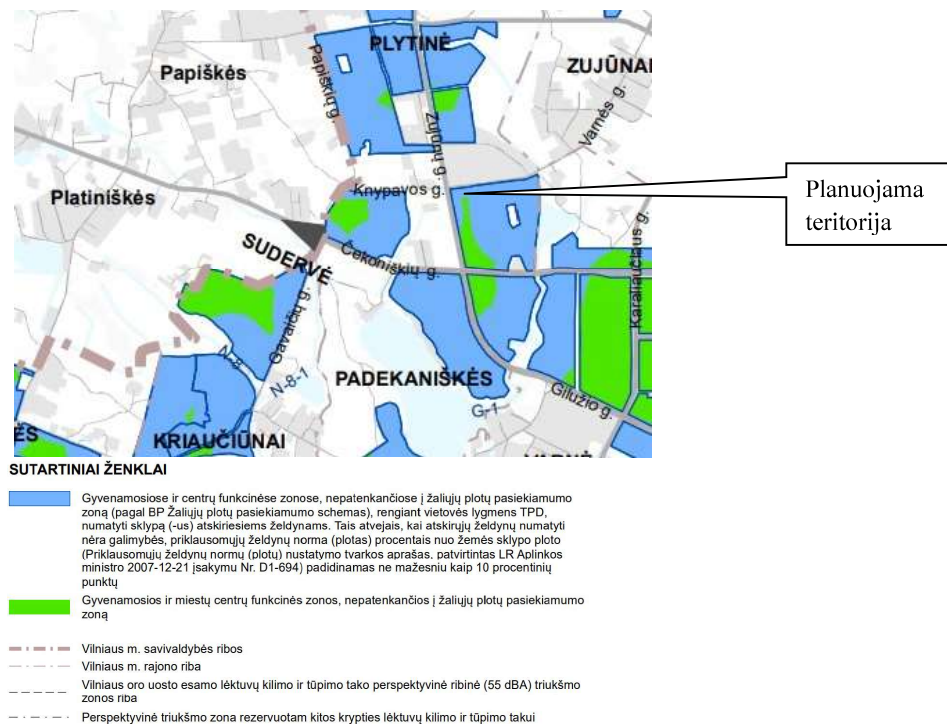 PLYTINĖ
ZUJŪNAI
Papiškės
Papiškių g.
Varnės g.
Zujūnų g.
Platiniškės
Knypavos g.
Planuojama
teritorija
SUDERVĖ
Čekoniškių g.
Karaliaučiaus g.
Gavaičių g.
N-8
N-8-1
PADEKANIŠKĖS
G-1
Gilužio g.
ĖS
KRIAUČIŪNAI
VARNĖ
SUTARTINIAI ŽENKLAI
Gyvenamosiose ir centrų funkcinėse zonose, nepatenkančiose į žaliųjų plotų pasiekiamumo
zoną (pagal BP Žaliųjų plotų pasiekiamumo schemas), rengiant vietovės lygmens TPD,
numatyti sklypą (-us) atskiriesiems želdynams. Tais atvejais, kai atskirųjų želdynų numatyti
nėra galimybės, priklausomųjų želdynų norma (plotas) procentais nuo žemės sklypo ploto
(Priklausomųjų želdynų normų (plotų) nustatymo tvarkos aprašas, patvirtintas LR Aplinkos
ministro 2007-12-21 įsakymu Nr. D1-694) padidinamas ne mažesniu kaip 10 procentinių
punktų
Gyvenamosios ir miestų centrų funkcinės zonos, nepatenkančios į žaliųjų plotų pasiekiamumo
zoną
Vilniaus m. savivaldybės ribos
Vilniaus m. rajono riba
Vilniaus oro uosto esamo lėktuvų kilimo ir tūpimo tako perspektyvinė ribinė (55 dBA) triukšmo
zonos riba
Perspektyvinė triukšmo zona rezervuotam kitos krypties lėktuvų kilimo ir tūpimo takui